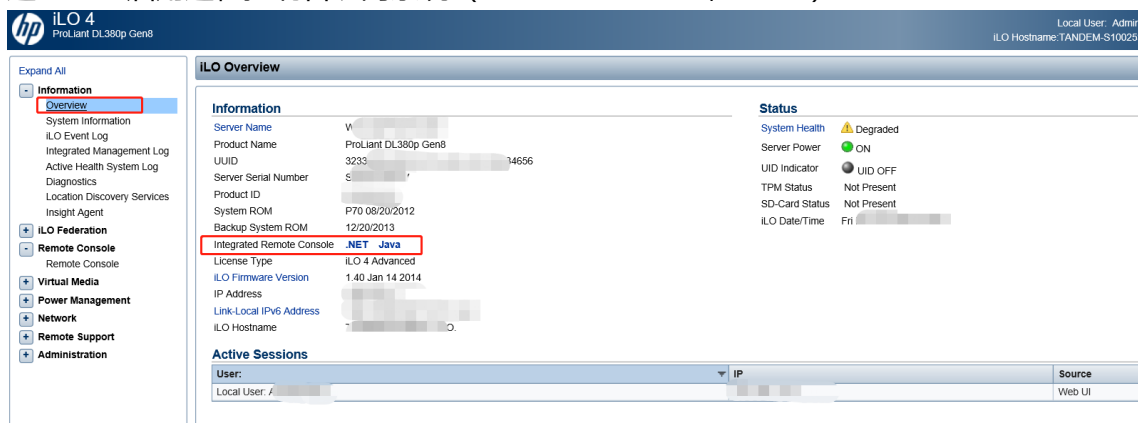 iLO 4
ProLiant DL380p Gen8
Local User: Admin
iLO Hostname:TANDEM-S10025
Expand All
Information
Overview
System Information
iLO Event Log
Integrated Management Log
Active Health System Log
Diagnostics
Location Discovery Services
Insight Agent
iLO Federation
Remote Console
Remote Console
Virtual Media
Power Management
Network
Remote Support
Administration
iLO Overview
Information
Server Name W
Product Name ProLiant DL380p Gen8
UUID 3233 34656
Server Serial Number S
Product ID
System ROM P70 08/20/2012
Backup System ROM 12/20/2013
Integrated Remote Console .NET Java
License Type iLO 4 Advanced
iLO Firmware Version 1.40 Jan 14 2014
IP Address
Link-Local IPv6 Address
iLO Hostname O.
Status
System Health Degraded
Server Power ON
UID Indicator UID OFF
TPM Status Not Present
SD-Card Status Not Present
iLO Date/Time Fri
Active Sessions
User: IP Source
Local User: A Web UI